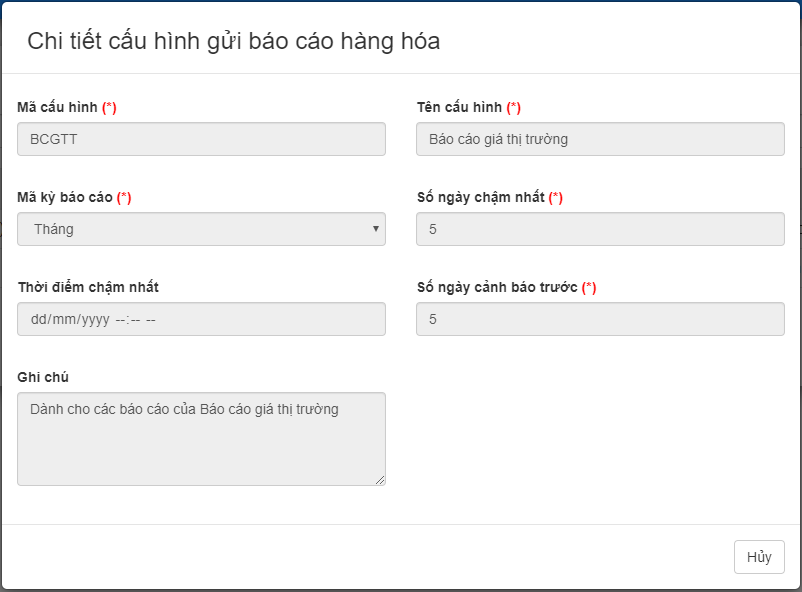 Chi tiết cấu hình gửi báo cáo hàng hóa
Mã cấu hình (*)
Tên cấu hình (*)
BCGTT
Báo cáo giá thị trường
Mã kỳ báo cáo (*)
Số ngày chậm nhất (*)
Tháng
5
Thời điểm chậm nhất
Số ngày cảnh báo trước (*)
dd/mm/yyyy --:-- --
5
Ghi chú
Dành cho các báo cáo của Báo cáo giá thị trường
Hủy